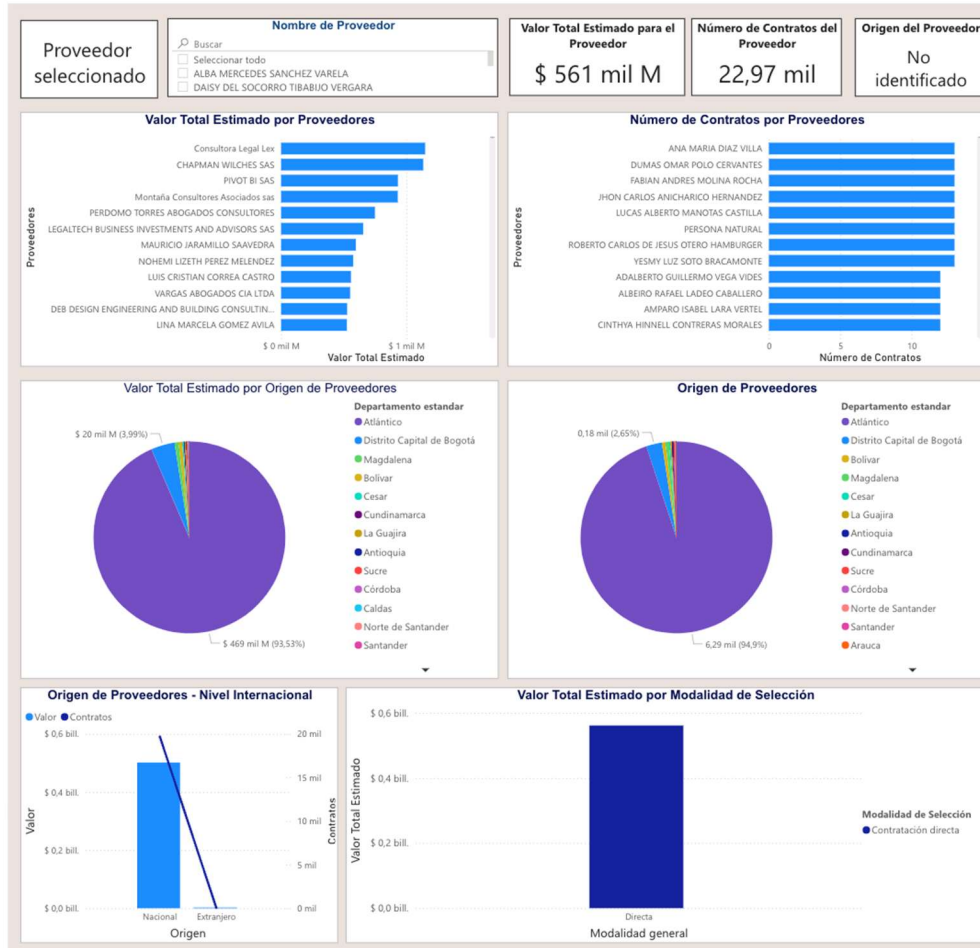 Proveedor
seleccionado
Nombre de Proveedor
Buscar
Seleccionar todo
ALBA MERCEDES SANCHEZ VARELA
DAISY DEL SOCORRO TIBABIJO VERGARA
Valor Total Estimado para el
Proveedor
$ 561 mil M
Número de Contratos del
Proveedor
22,97 mil
Origen del Proveedor
No
identificado
Valor Total Estimado por Proveedores
Proveedores
Consultora Legal Lex
CHAPMAN WILCHES SAS
PIVOT BI SAS
Montaña Consultores Asociados sas
PERDOMO TORRES ABOGADOS CONSULTORES
LEGALTECH BUSINESS INVESTMENTS AND ADVISORS SAS
MAURICIO JARAMILLO SAAVEDRA
NOHEMI LIZETH PEREZ MELENDEZ
LUIS CRISTIAN CORREA CASTRO
VARGAS ABOGADOS CIA LTDA
DEB DESIGN ENGINEERING AND BUILDING CONSULTIN...
LINA MARCELA GOMEZ AVILA
$ 0 mil M $ 1 mil M
Valor Total Estimado
Número de Contratos por Proveedores
Proveedores
ANA MARIA DIAZ VILLA
DUMAS OMAR POLO CERVANTES
FABIAN ANDRES MOLINA ROCHA
JHON CARLOS ANICHARICO HERNANDEZ
LUCAS ALBERTO MANOTAS CASTILLA
PERSONA NATURAL
ROBERTO CARLOS DE JESUS OTERO HAMBURGER
YESMY LUZ SOTO BRACAMONTE
ADALBERTO GUILLERMO VEGA VIDES
ALBEIRO RAFAEL LADEO CABALLERO
AMPARO ISABEL LARA VERTEL
CINTHYA HINNELL CONTRERAS MORALES
0 5 10
Número de Contratos
Valor Total Estimado por Origen de Proveedores
$ 20 mil M (3,99%)
$ 469 mil M (93,53%)
Departamento estandar
Atlántico
Distrito Capital de Bogotá
Magdalena
Bolívar
Cesar
Cundinamarca
La Guajira
Antioquia
Sucre
Córdoba
Caldas
Norte de Santander
Santander
Origen de Proveedores
0,18 mil (2,65%)
6,29 mil (94,9%)
Departamento estandar
Atlántico
Distrito Capital de Bogotá
Bolívar
Magdalena
Cesar
La Guajira
Antioquia
Cundinamarca
Sucre
Córdoba
Norte de Santander
Santander
Arauca
Origen de Proveedores - Nivel Internacional
Valor Contratos
Valor
$ 0,6 bill.
$ 0,4 bill.
$ 0,2 bill.
$ 0,0 bill.
20 mil
15 mil
10 mil
5 mil
0 mil
Contratos
Nacional Extranjero
Origen
Valor Total Estimado por Modalidad de Selección
Valor Total Estimado
$ 0,6 bill.
$ 0,4 bill.
$ 0,2 bill.
$ 0,0 bill.
Directa
Modalidad general
Modalidad de Selección
Contratación directa